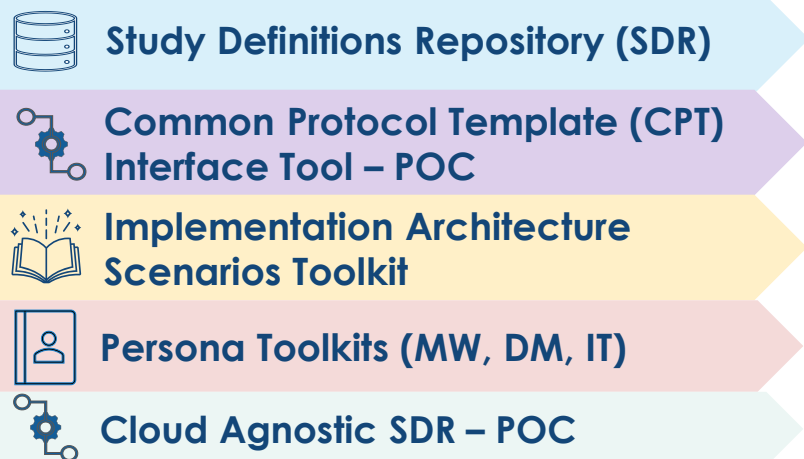 Study Definitions Repository (SDR)
Common Protocol Template (CPT)
Interface Tool – POC
Implementation Architecture
Scenarios Toolkit
Persona Toolkits (MW, DM, IT)
Cloud Agnostic SDR – POC